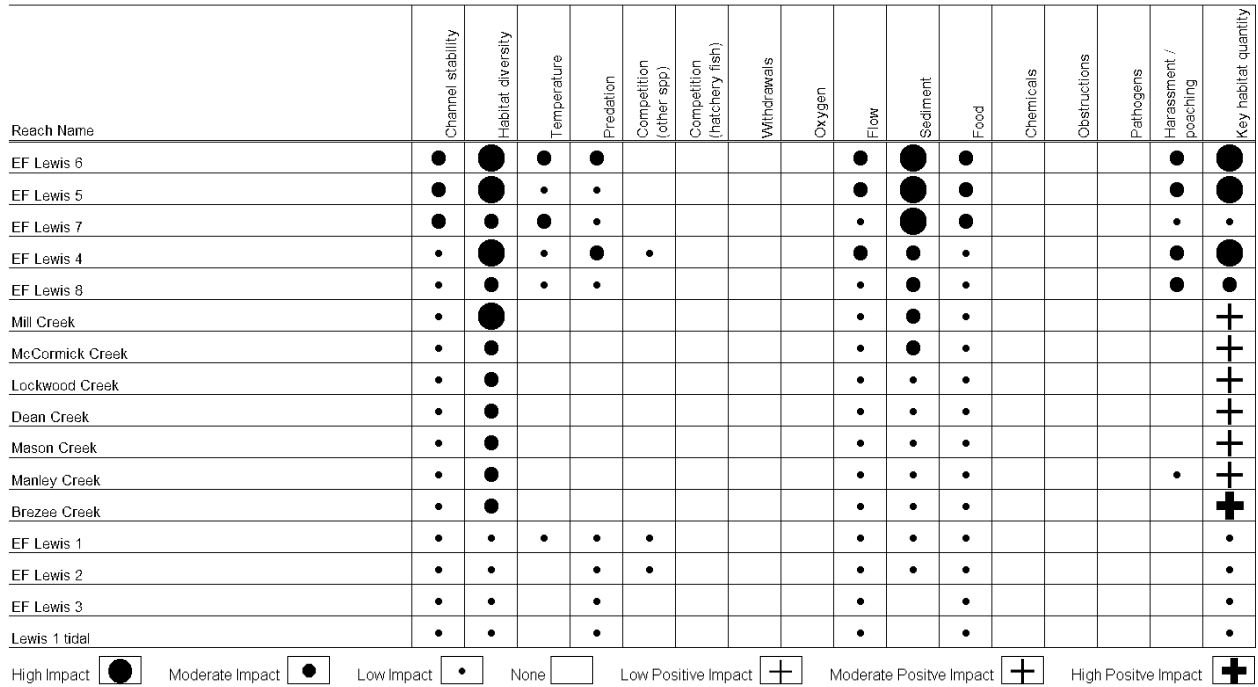 Reach Name
Channel stability
Habitat diversity
Temperature
Predation
Competition
(other spp)
Competition
(hatchery fish)
Withdrawals
Oxygen
Flow
Sediment
Food
Chemicals
Obstructions
Pathogens
Harassment /
poaching
Key habitat quantity
EF Lewis 6
EF Lewis 5
EF Lewis 7
EF Lewis 4
EF Lewis 8
Mill Creek
McCormick Creek
Lockwood Creek
Dean Creek
Mason Creek
Manley Creek
Brezee Creek
EF Lewis 1
EF Lewis 2
EF Lewis 3
Lewis 1 tidal
High Impact Moderate Impact Low Impact None Low Positive Impact Moderate Positve Impact High Positve Impact